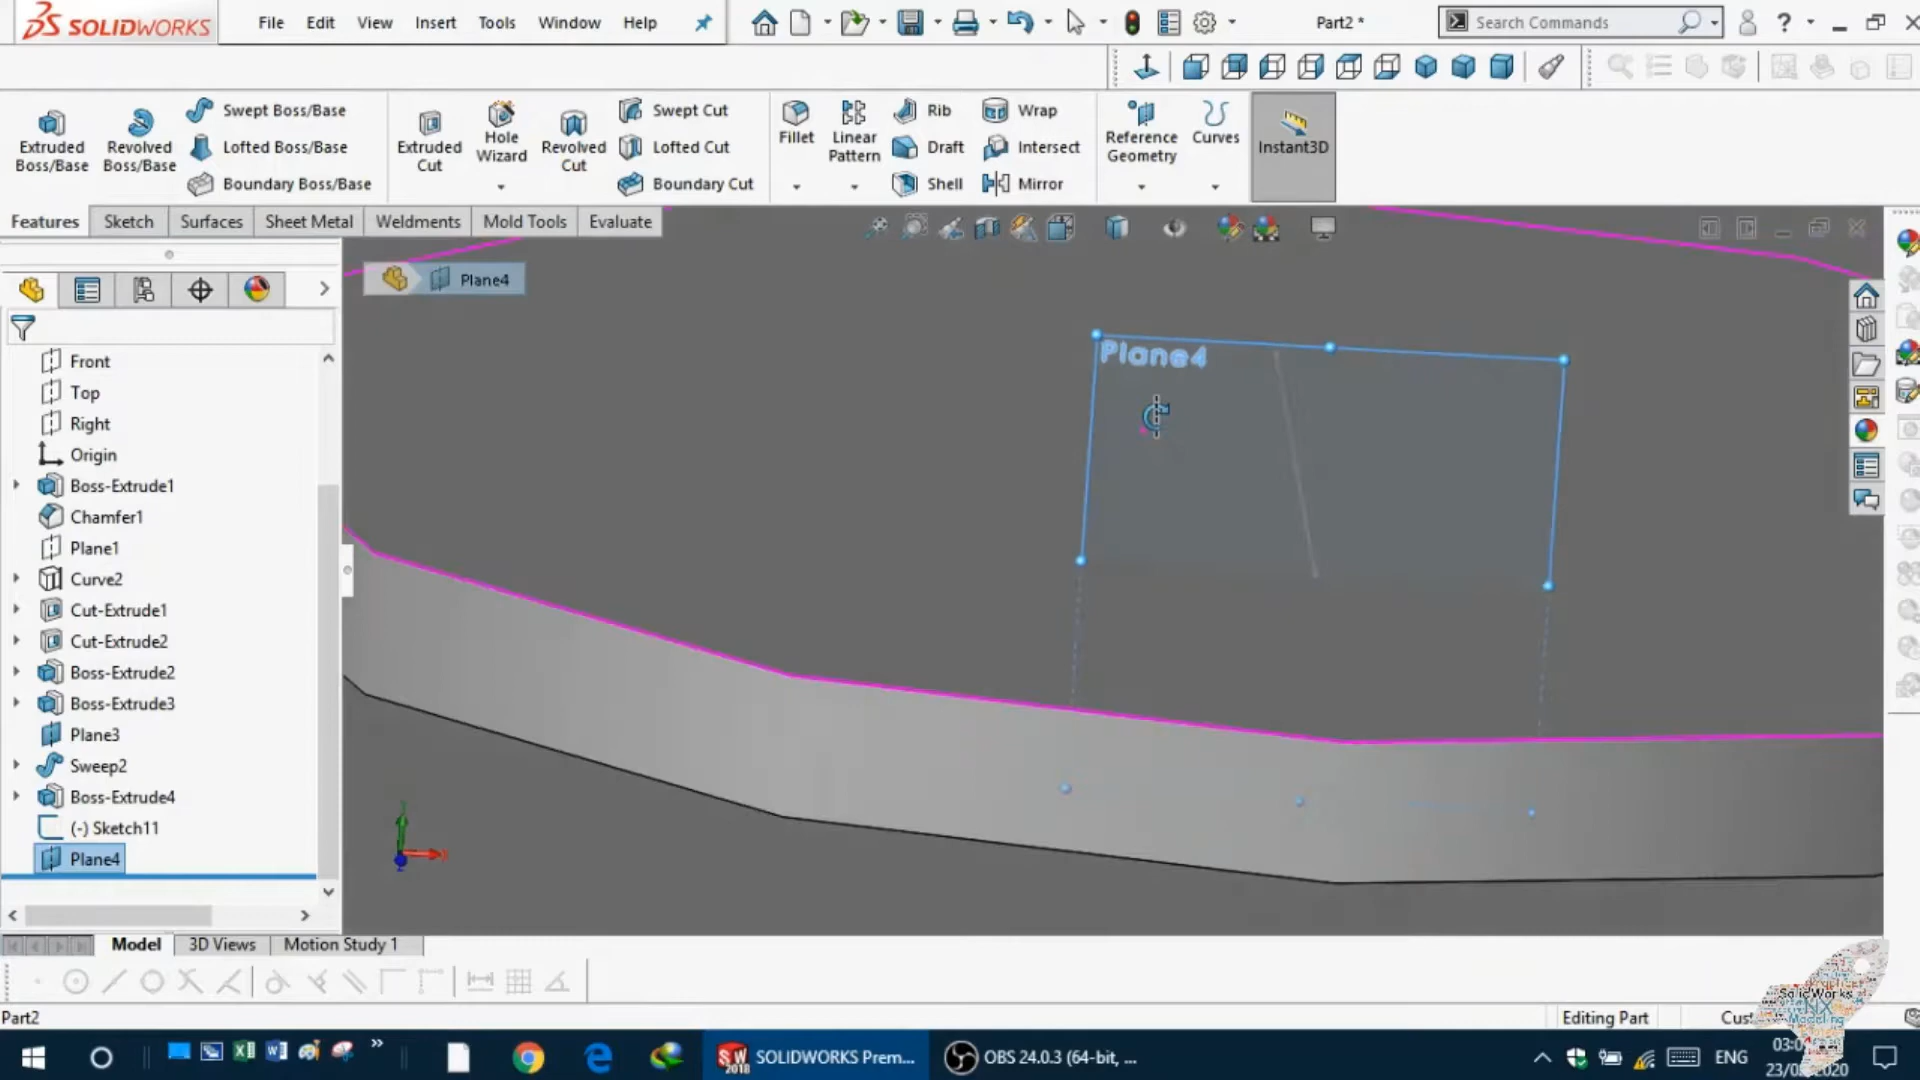 SOLIDWORKS
File Edit View Insert Tools Window Help
Part2 *
Search Commands
Extruded Boss/Base
Revolved Boss/Base
Swept Boss/Base
Lofted Boss/Base
Boundary Boss/Base
Extruded Cut
Hole Wizard
Revolved Cut
Swept Cut
Lofted Cut
Boundary Cut
Fillet
Linear Pattern
Rib
Draft
Shell
Wrap
Intersect
Mirror
Reference Geometry
Curves
Instant3D
Features Sketch Surfaces Sheet Metal Weldments Mold Tools Evaluate
Plane4
Plane4
Front
Top
Right
Origin
Boss-Extrude1
Chamfer1
Plane1
Curve2
Cut-Extrude1
Cut-Extrude2
Boss-Extrude2
Boss-Extrude3
Plane3
Sweep2
Boss-Extrude4
(-) Sketch11
Plane4
Model 3D Views Motion Study 1
Part2
Editing Part
SolidWorks
NX
Modeling
SOLIDWORKS Prem...
OBS 24.0.3 (64-bit, ...
ENG